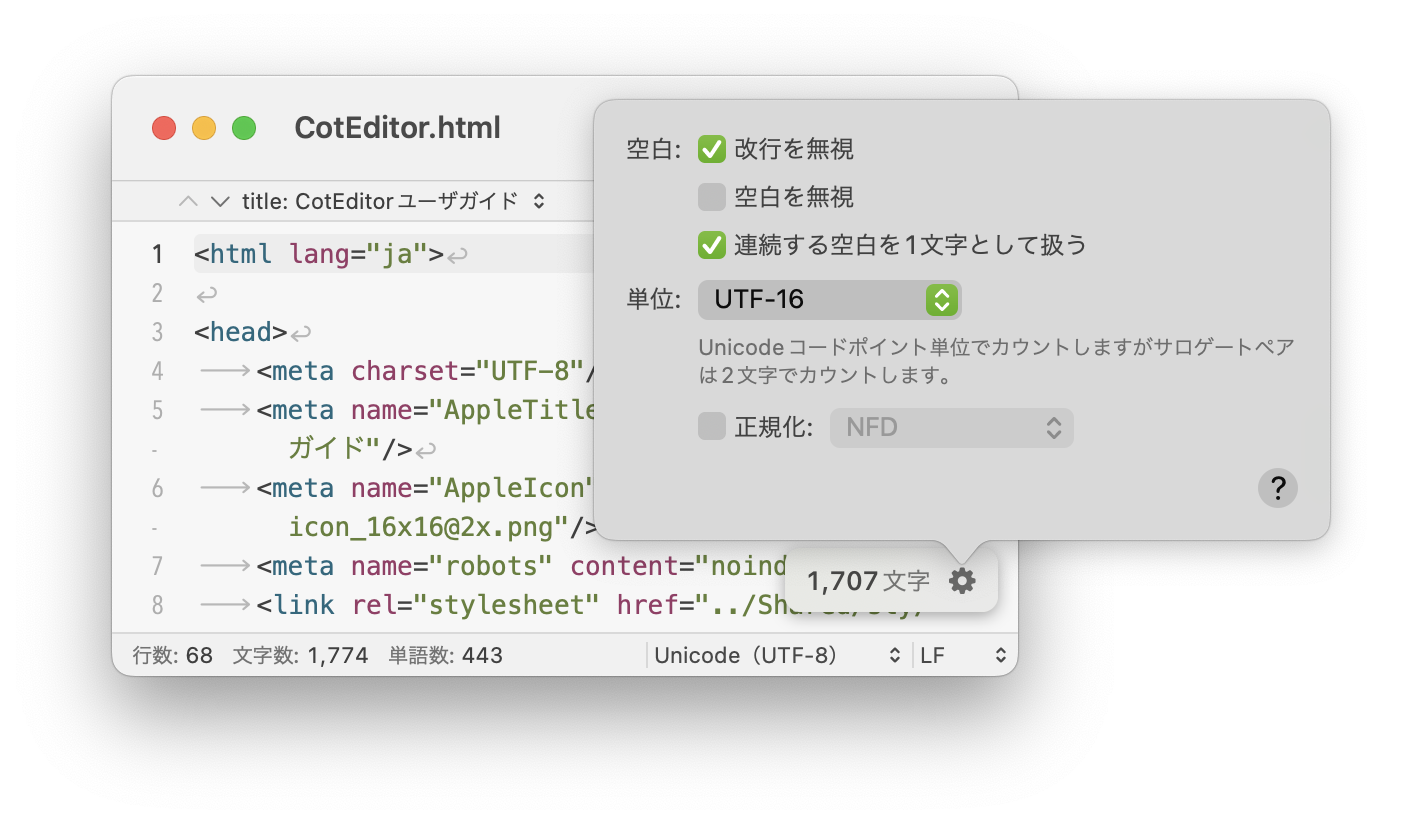 CotEditor.html
title: CotEditor ユーザガイド
1 <html lang="ja">↩
2 ↩
3 <head>↩
4 <meta charset="UTF-8"/
5 <meta name="AppleTitle
- ガイド"/>↩
6 <meta name="AppleIcon"
- icon_16x16@2x.png"/>
7 <meta name="robots" content="noind
8 <link rel="stylesheet" href="../Shared/sty/
空白: 改行を無視
空白を無視
連続する空白を1文字として扱う
単位: UTF-16
Unicode コードポイント単位でカウントしますがサロゲートペア
は2文字でカウントします。
正規化: NFD
?
1,707 文字
行数: 68 文字数: 1,774 単語数: 443 Unicode（UTF-8） LF